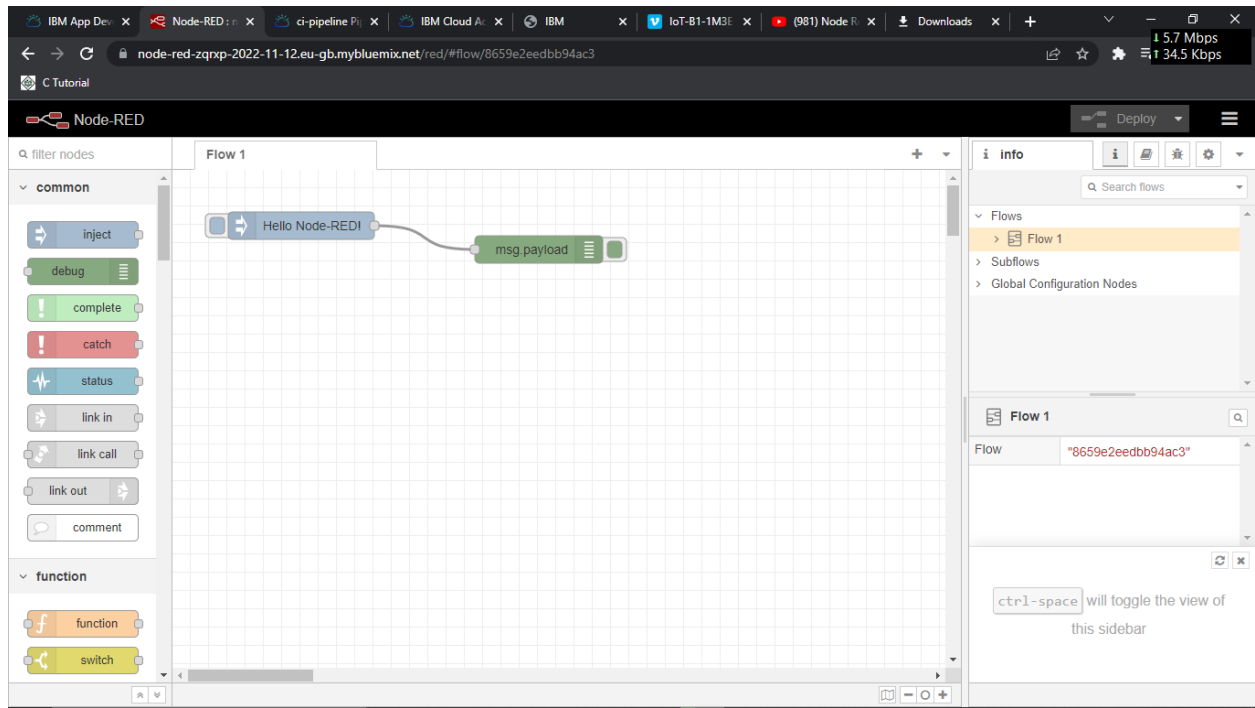 IBM App Dev
Node-RED : n
ci-pipeline Pip
IBM Cloud Ac
IBM
IoT-B1-1M3E
(981) Node R
Downloads
5.7 Mbps
34.5 Kbps
node-red-zqrxp-2022-11-12.eu-gb.mybluemix.net/red/#flow/8659e2eedbb94ac3
C Tutorial
Node-RED
Deploy
filter nodes
Flow 1
i info
i
common
Search flows
Flows
Flow 1
Subflows
Global Configuration Nodes
Hello Node-RED!
msg.payload
inject
debug
complete
catch
status
link in
link call
link out
comment
function
f function
switch
Flow 1
Flow "8659e2eedbb94ac3"
ctrl-space will toggle the view of
this sidebar